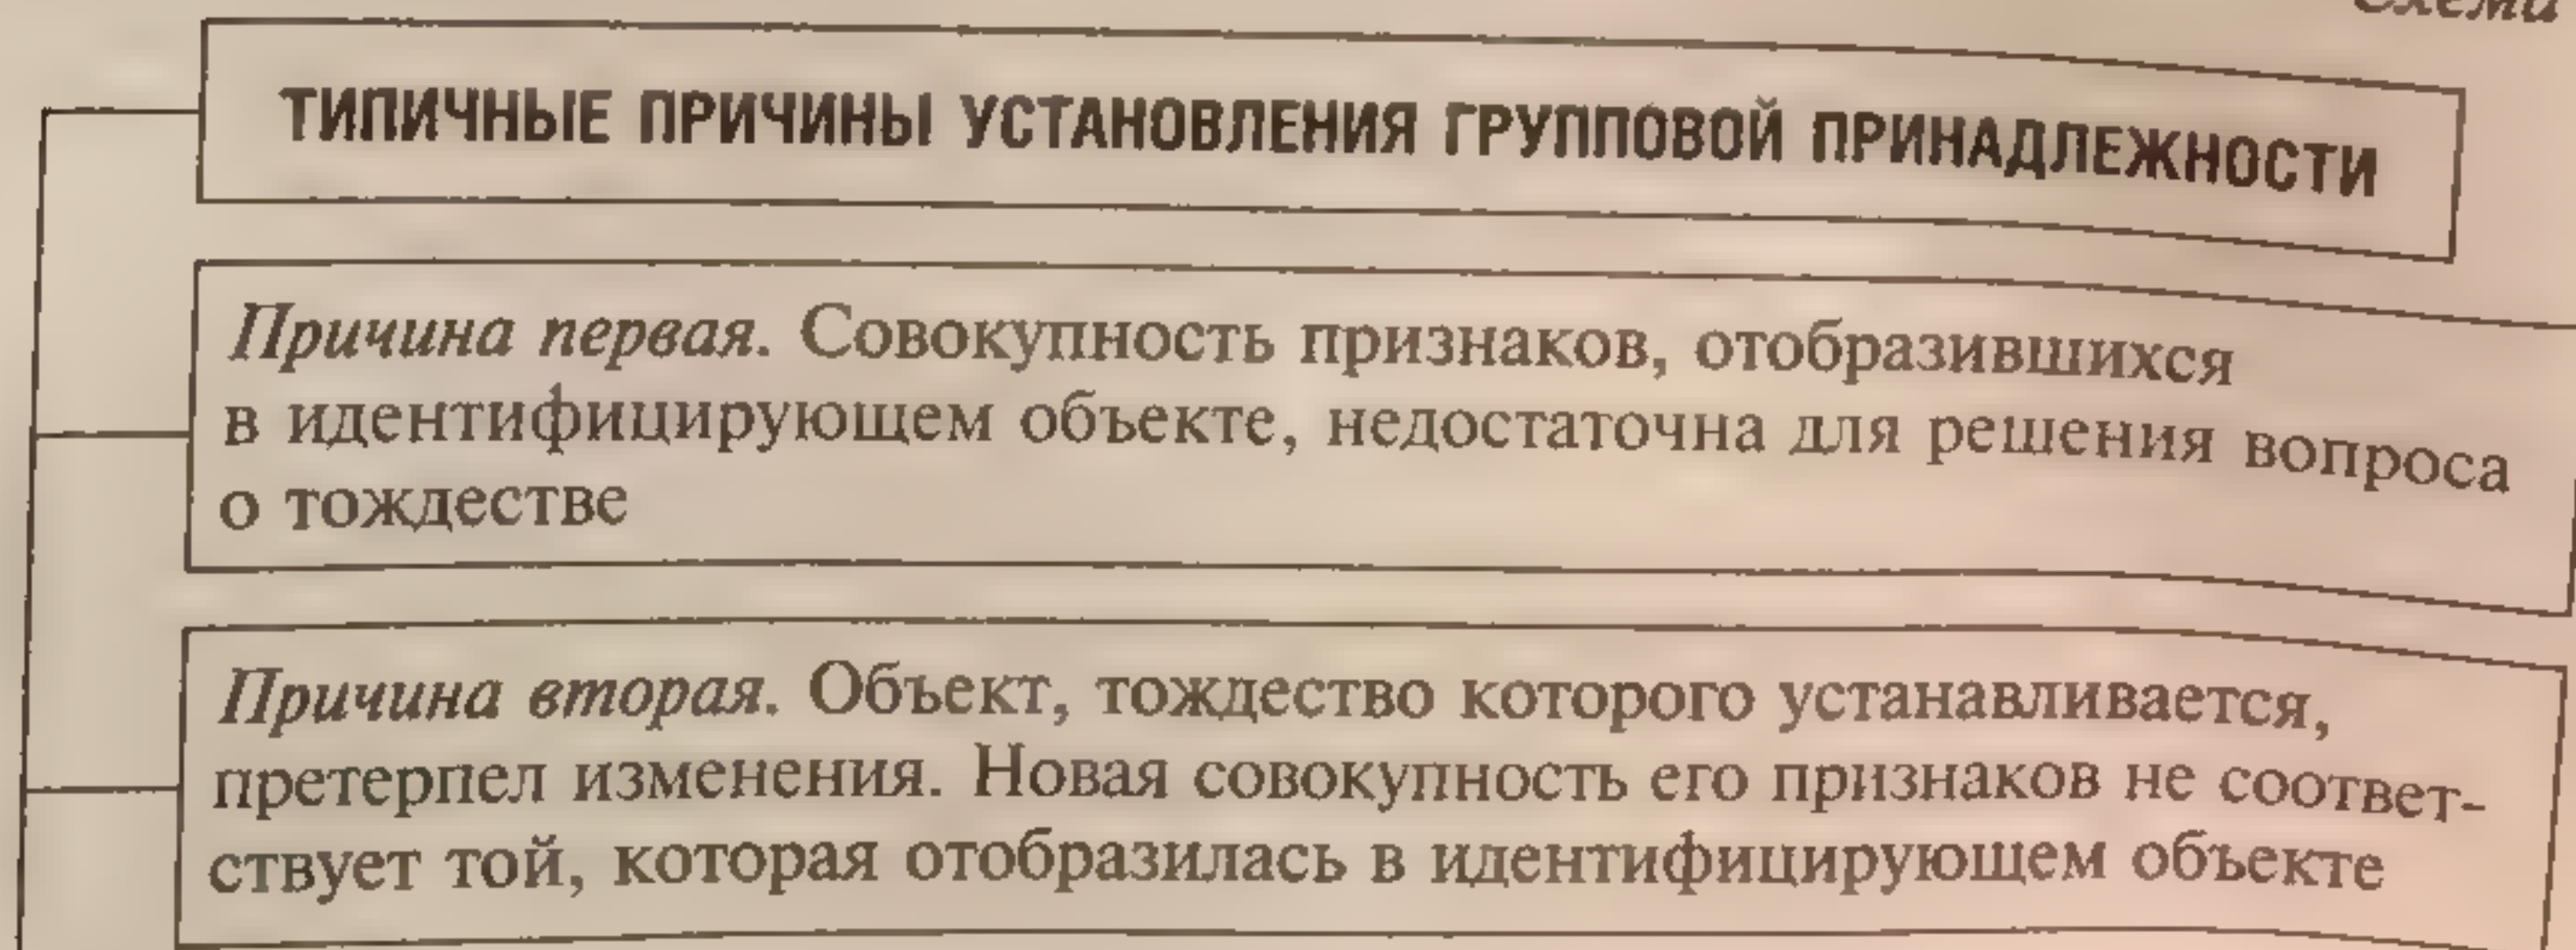 Схема
ТИПИЧНЫЕ ПРИЧИНЫ УСТАНОВЛЕНИЯ ГРУППОВОЙ ПРИНАДЛЕЖНОСТИ
Причина первая. Совокупность признаков, отобразившихся
в идентифицирующем объекте, недостаточна для решения вопроса
о тождестве
Причина вторая. Объект, тождество которого устанавливается,
претерпел изменения. Новая совокупность его признаков не соответ-
ствует той, которая отобразилась в идентифицирующем объекте